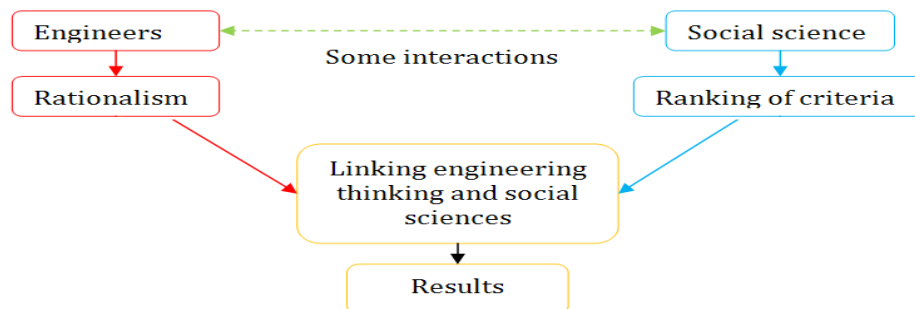 Engineers
Social science
Some interactions
Rationalism
Ranking of criteria
Linking engineering
thinking and social
sciences
Results